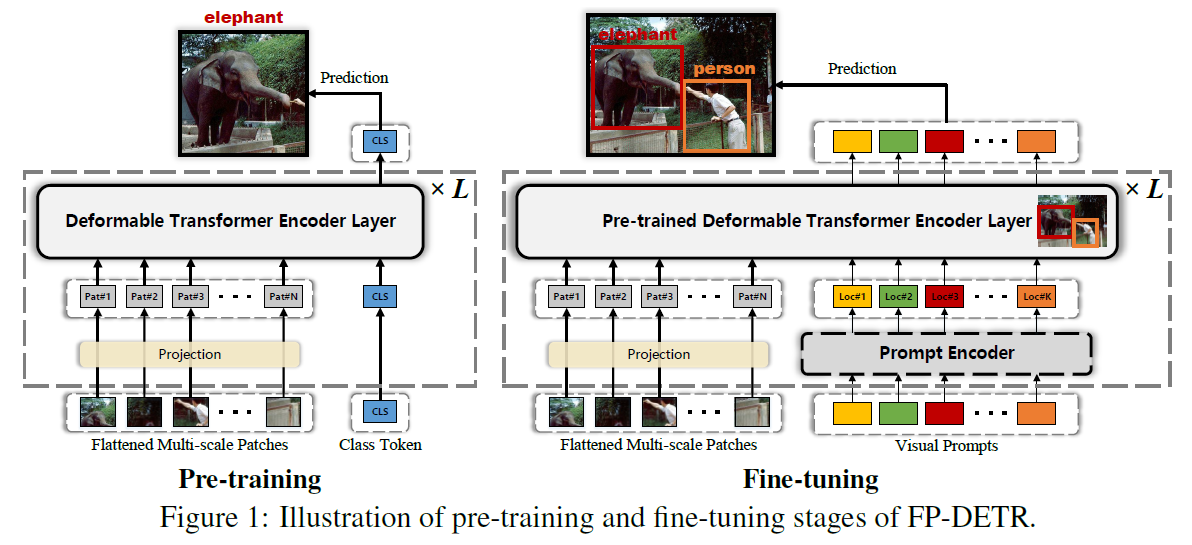 elephant
Prediction
CLS
× L
Deformable Transformer Encoder Layer
Pat#1 Pat#2 Pat#3 Pat#N CLS
Projection
CLS
Flattened Multi-scale Patches Class Token
Pre-training
elephant
person
Prediction
× L
Pre-trained Deformable Transformer Encoder Layer
Pat#1 Pat#2 Pat#3 Pat#N Loc#1 Loc#2 Loc#3 Loc#K
Projection
Prompt Encoder
Flattened Multi-scale Patches Visual Prompts
Fine-tuning
Figure 1: Illustration of pre-training and fine-tuning stages of FP-DETR.